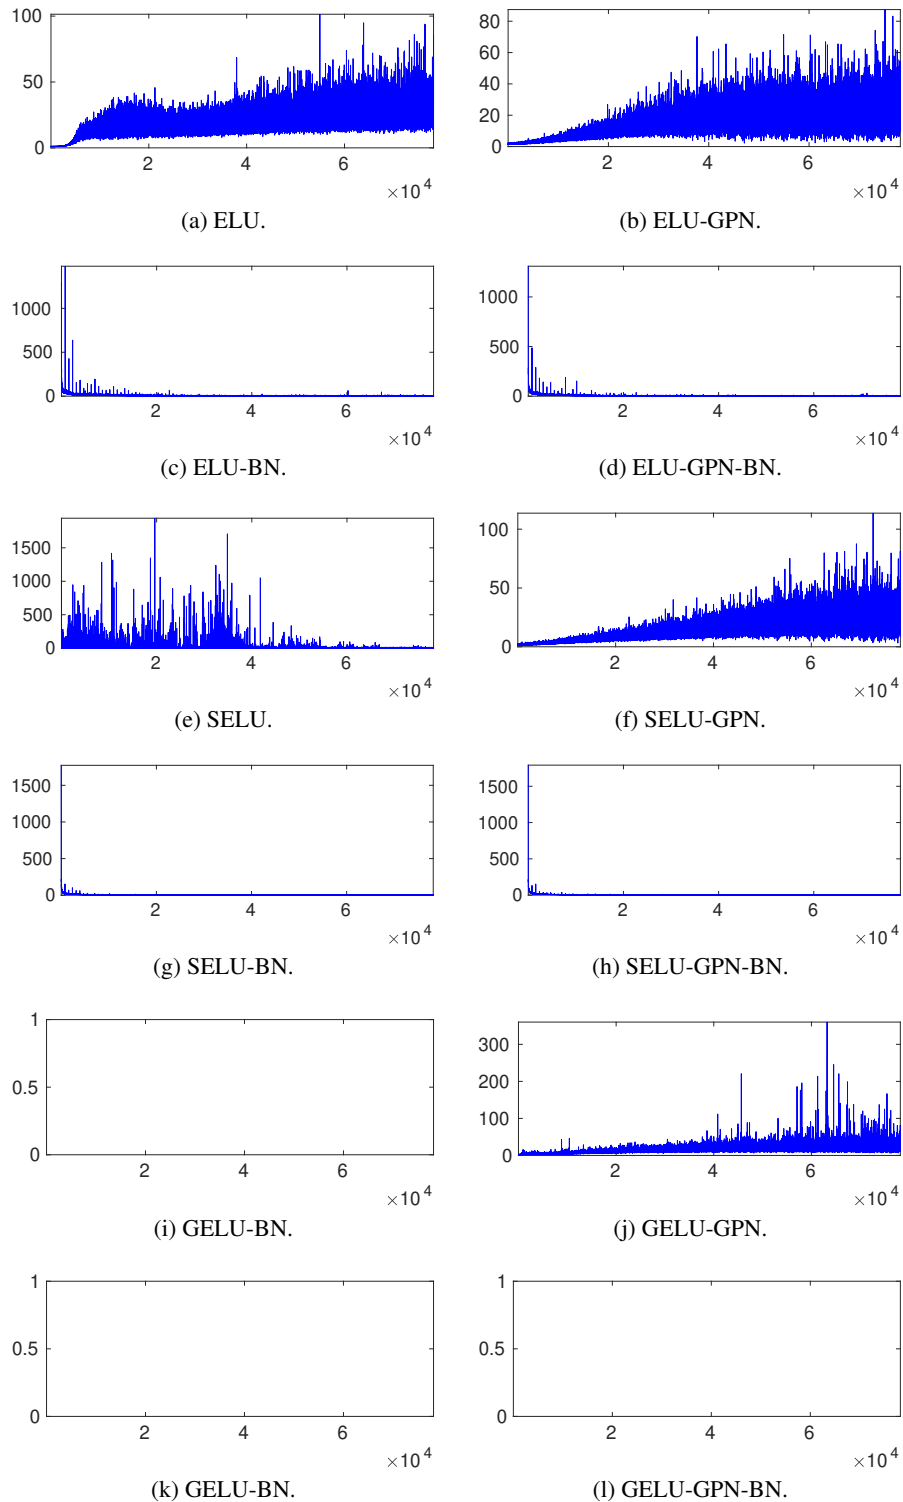 100
50
0
2 4 6
×10^4
(a) ELU.
80
60
40
20
0
2 4 6
×10^4
(b) ELU-GPN.
1000
500
0
2 4 6
×10^4
(c) ELU-BN.
1000
500
0
2 4 6
×10^4
(d) ELU-GPN-BN.
1500
1000
500
0
2 4 6
×10^4
(e) SELU.
100
50
0
2 4 6
×10^4
(f) SELU-GPN.
1500
1000
500
0
2 4 6
×10^4
(g) SELU-BN.
1500
1000
500
0
2 4 6
×10^4
(h) SELU-GPN-BN.
1
0.5
0
2 4 6
×10^4
(i) GELU-BN.
300
200
100
0
2 4 6
×10^4
(j) GELU-GPN.
1
0.5
0
2 4 6
×10^4
(k) GELU-BN.
1
0.5
0
2 4 6
×10^4
(l) GELU-GPN-BN.